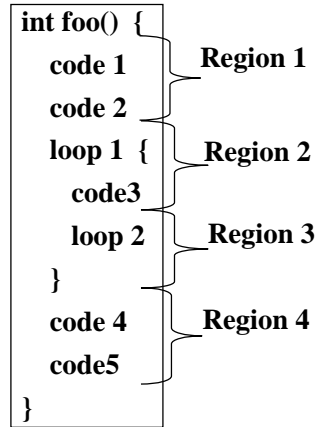 int foo() {
code 1
Region 1
code 2
loop 1 {
Region 2
code3
loop 2
Region 3
}
code 4
Region 4
code5
}